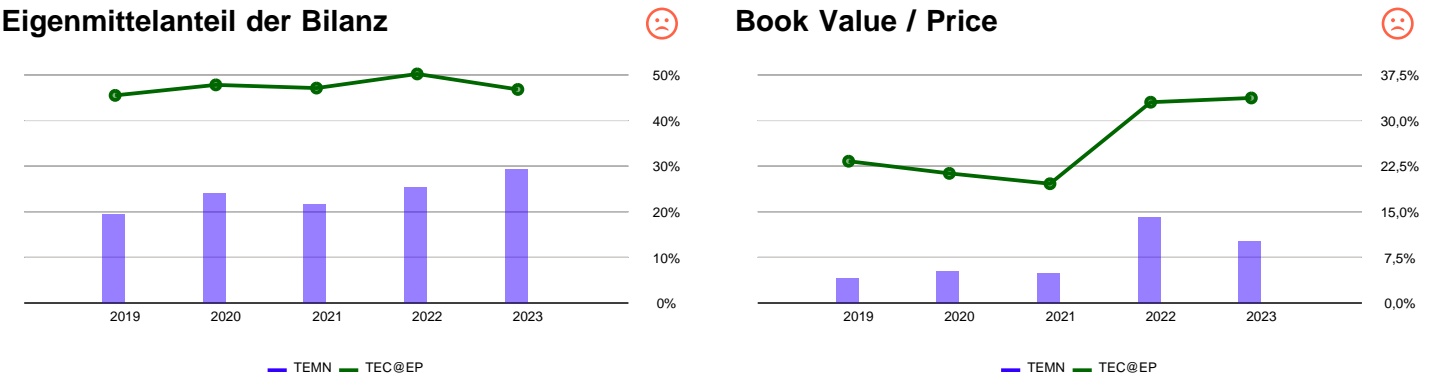 Eigenmittelanteil der Bilanz
50%
40%
30%
20%
10%
0%
2019 2020 2021 2022 2023
TEMN TEC@EP
Book Value / Price
37,5%
30,0%
22,5%
15,0%
7,5%
0,0%
2019 2020 2021 2022 2023
TEMN TEC@EP